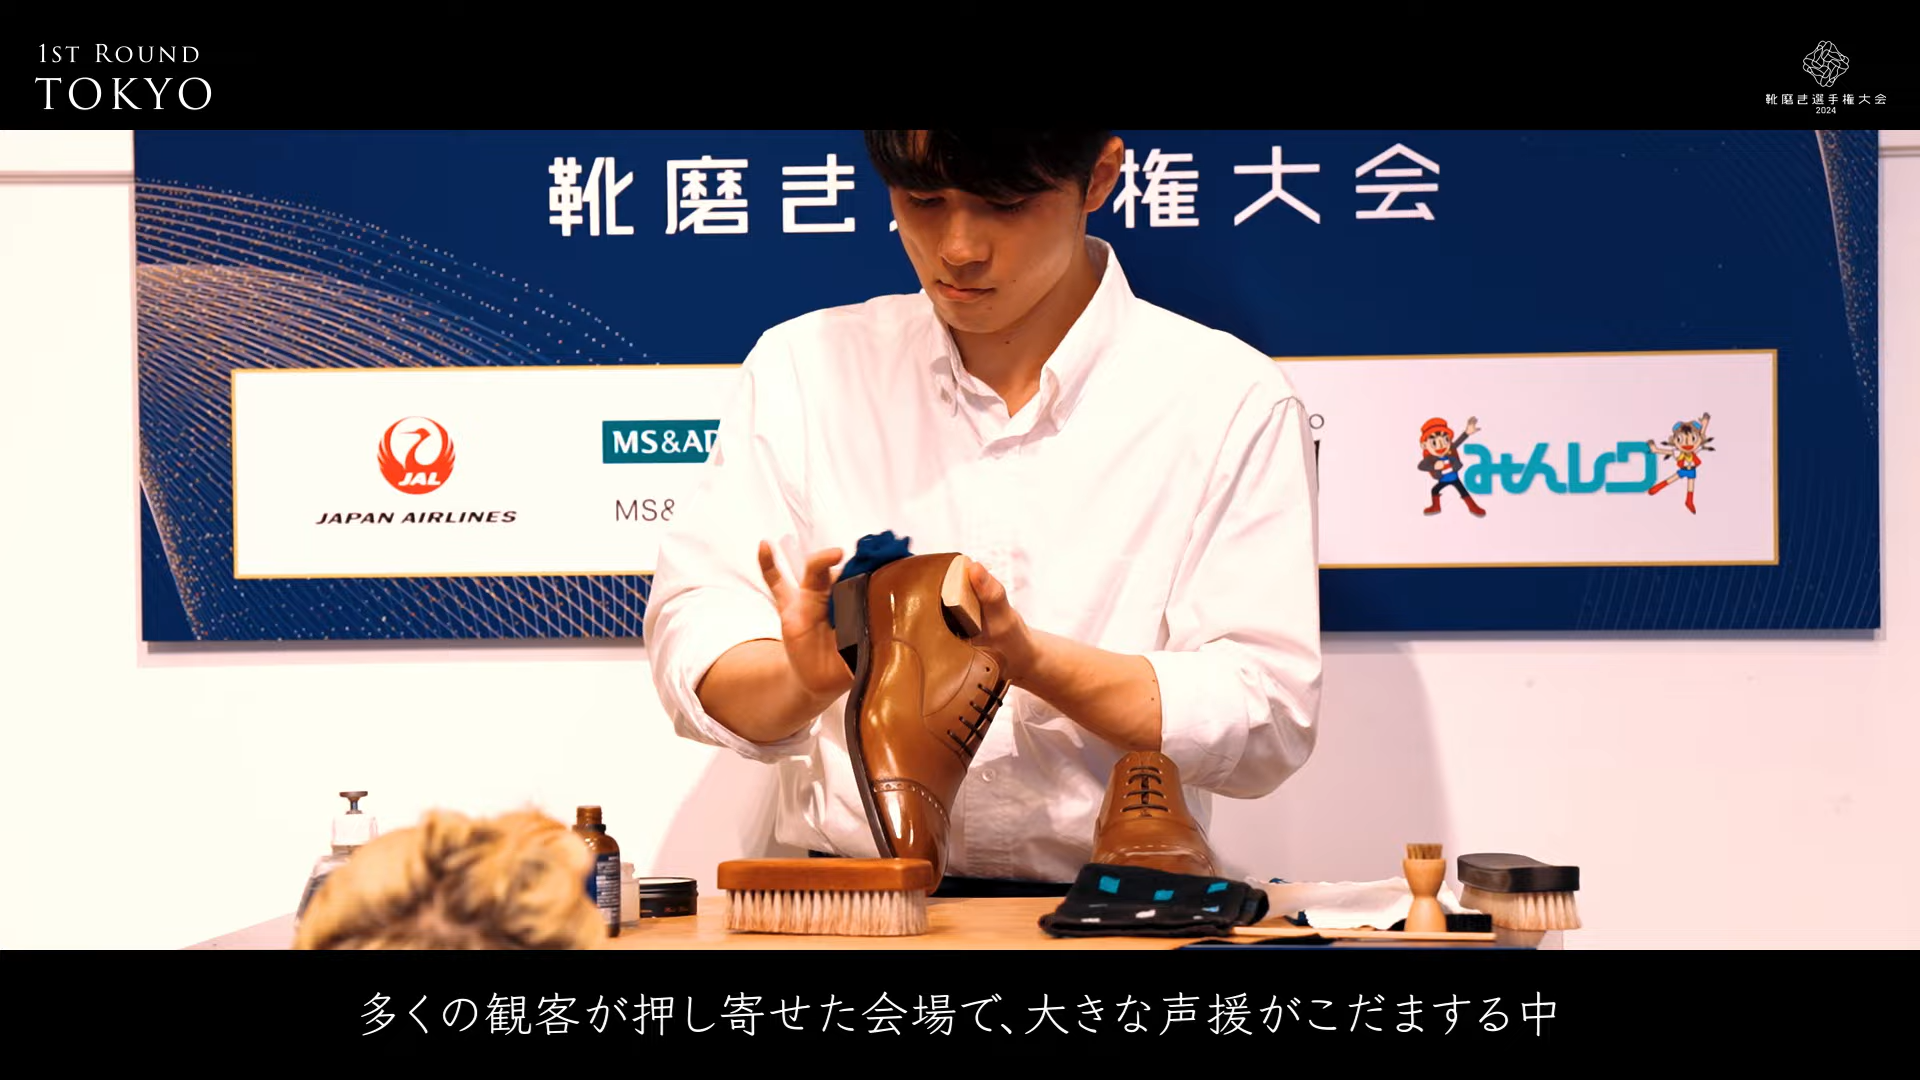 1ST ROUND
TOKYO
靴磨き選手権大会
2024
靴磨き 権大会
JAL
JAPAN AIRLINES
MS&AD
MS&
みんレク
多くの観客が押し寄せた会場で、大きな声援がこだまする中